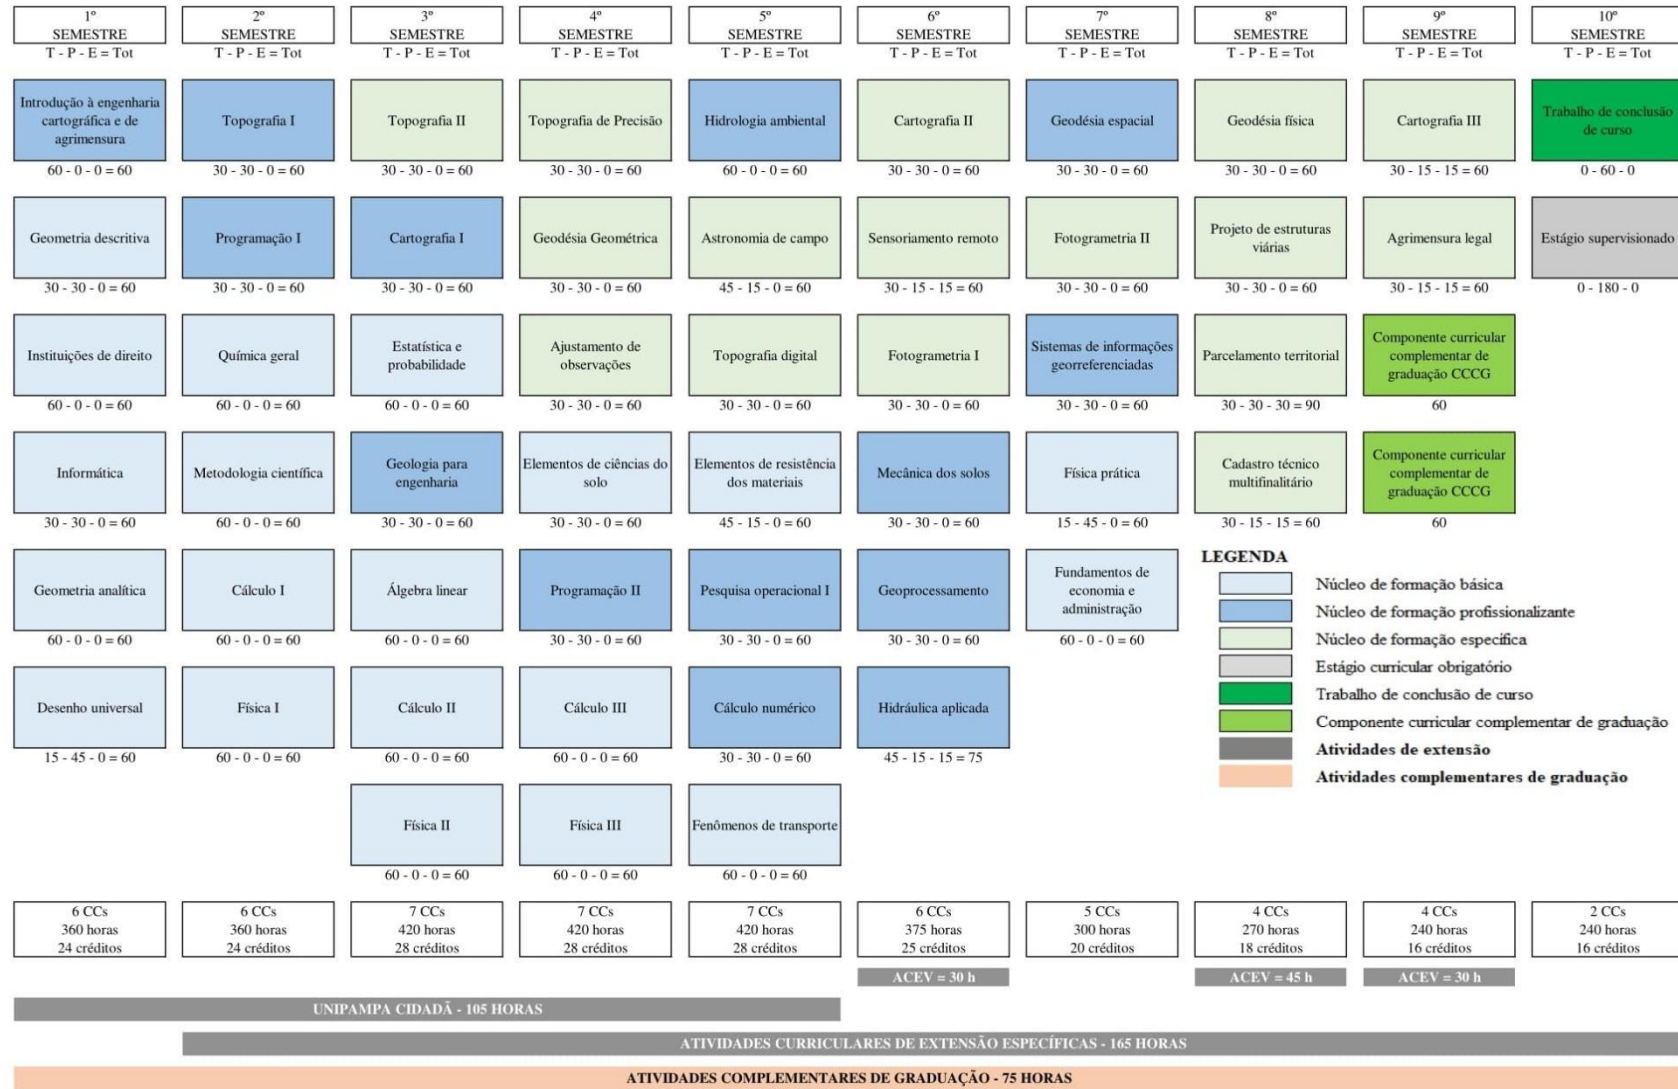 1º
SEMESTRE
T - P - E = Tot
2º
SEMESTRE
T - P - E = Tot
3º
SEMESTRE
T - P - E = Tot
4º
SEMESTRE
T - P - E = Tot
5º
SEMESTRE
T - P - E = Tot
6º
SEMESTRE
T - P - E = Tot
7º
SEMESTRE
T - P - E = Tot
8º
SEMESTRE
T - P - E = Tot
9º
SEMESTRE
T - P - E = Tot
10º
SEMESTRE
T - P - E = Tot
Introdução à engenharia
cartográfica e de
agrimensura
60 - 0 - 0 = 60
Topografia I
30 - 30 - 0 = 60
Topografia II
30 - 30 - 0 = 60
Topografia de Precisão
30 - 30 - 0 = 60
Hidrologia ambiental
60 - 0 - 0 = 60
Cartografia II
30 - 30 - 0 = 60
Geodésia espacial
30 - 30 - 0 = 60
Geodésia física
30 - 30 - 0 = 60
Cartografia III
30 - 15 - 15 = 60
Trabalho de conclusão
de curso
0 - 60 - 0
Geometria descritiva
30 - 30 - 0 = 60
Programação I
30 - 30 - 0 = 60
Cartografia I
30 - 30 - 0 = 60
Geodésia Geométrica
30 - 30 - 0 = 60
Astronomia de campo
45 - 15 - 0 = 60
Sensoriamento remoto
30 - 15 - 15 = 60
Fotogrametria II
30 - 30 - 0 = 60
Projeto de estruturas
viárias
30 - 30 - 0 = 60
Agrimensura legal
30 - 15 - 15 = 60
Estágio supervisionado
0 - 180 - 0
Instituições de direito
60 - 0 - 0 = 60
Química geral
60 - 0 - 0 = 60
Estatística e
probabilidade
60 - 0 - 0 = 60
Ajustamento de
observações
30 - 30 - 0 = 60
Topografia digital
30 - 30 - 0 = 60
Fotogrametria I
30 - 30 - 0 = 60
Sistemas de informações
georreferenciadas
30 - 30 - 0 = 60
Parcelamento territorial
30 - 30 - 30 = 90
Componente curricular
complementar de
graduação CCCG
60
Informática
30 - 30 - 0 = 60
Metodologia científica
60 - 0 - 0 = 60
Geologia para
engenharia
30 - 30 - 0 = 60
Elementos de ciências do
solo
30 - 30 - 0 = 60
Elementos de resistência
dos materiais
45 - 15 - 0 = 60
Mecânica dos solos
30 - 30 - 0 = 60
Física prática
15 - 45 - 0 = 60
Cadastro técnico
multifinalitário
30 - 15 - 15 = 60
Componente curricular
complementar de
graduação CCCG
60
Geometria analítica
60 - 0 - 0 = 60
Cálculo I
60 - 0 - 0 = 60
Álgebra linear
60 - 0 - 0 = 60
Programação II
30 - 30 - 0 = 60
Pesquisa operacional I
30 - 30 - 0 = 60
Geoprocessamento
30 - 30 - 0 = 60
Fundamentos de
economia e
administração
60 - 0 - 0 = 60
Desenho universal
15 - 45 - 0 = 60
Física I
60 - 0 - 0 = 60
Cálculo II
60 - 0 - 0 = 60
Cálculo III
60 - 0 - 0 = 60
Cálculo numérico
30 - 30 - 0 = 60
Hidráulica aplicada
45 - 15 - 15 = 75
Física II
60 - 0 - 0 = 60
Física III
60 - 0 - 0 = 60
Fenômenos de transporte
60 - 0 - 0 = 60
LEGENDA
Núcleo de formação básica
Núcleo de formação profissionalizante
Núcleo de formação específica
Estágio curricular obrigatório
Trabalho de conclusão de curso
Componente curricular complementar de graduação
Atividades de extensão
Atividades complementares de graduação
6 CCs
360 horas
24 créditos
6 CCs
360 horas
24 créditos
7 CCs
420 horas
28 créditos
7 CCs
420 horas
28 créditos
7 CCs
420 horas
28 créditos
6 CCs
375 horas
25 créditos
5 CCs
300 horas
20 créditos
4 CCs
270 horas
18 créditos
4 CCs
240 horas
16 créditos
2 CCs
240 horas
16 créditos
ACEV = 30 h
ACEV = 45 h
ACEV = 30 h
UNIPAMPA CIDADÃ - 105 HORAS
ATIVIDADES CURRICULARES DE EXTENSÃO ESPECÍFICAS - 165 HORAS
ATIVIDADES COMPLEMENTARES DE GRADUAÇÃO - 75 HORAS